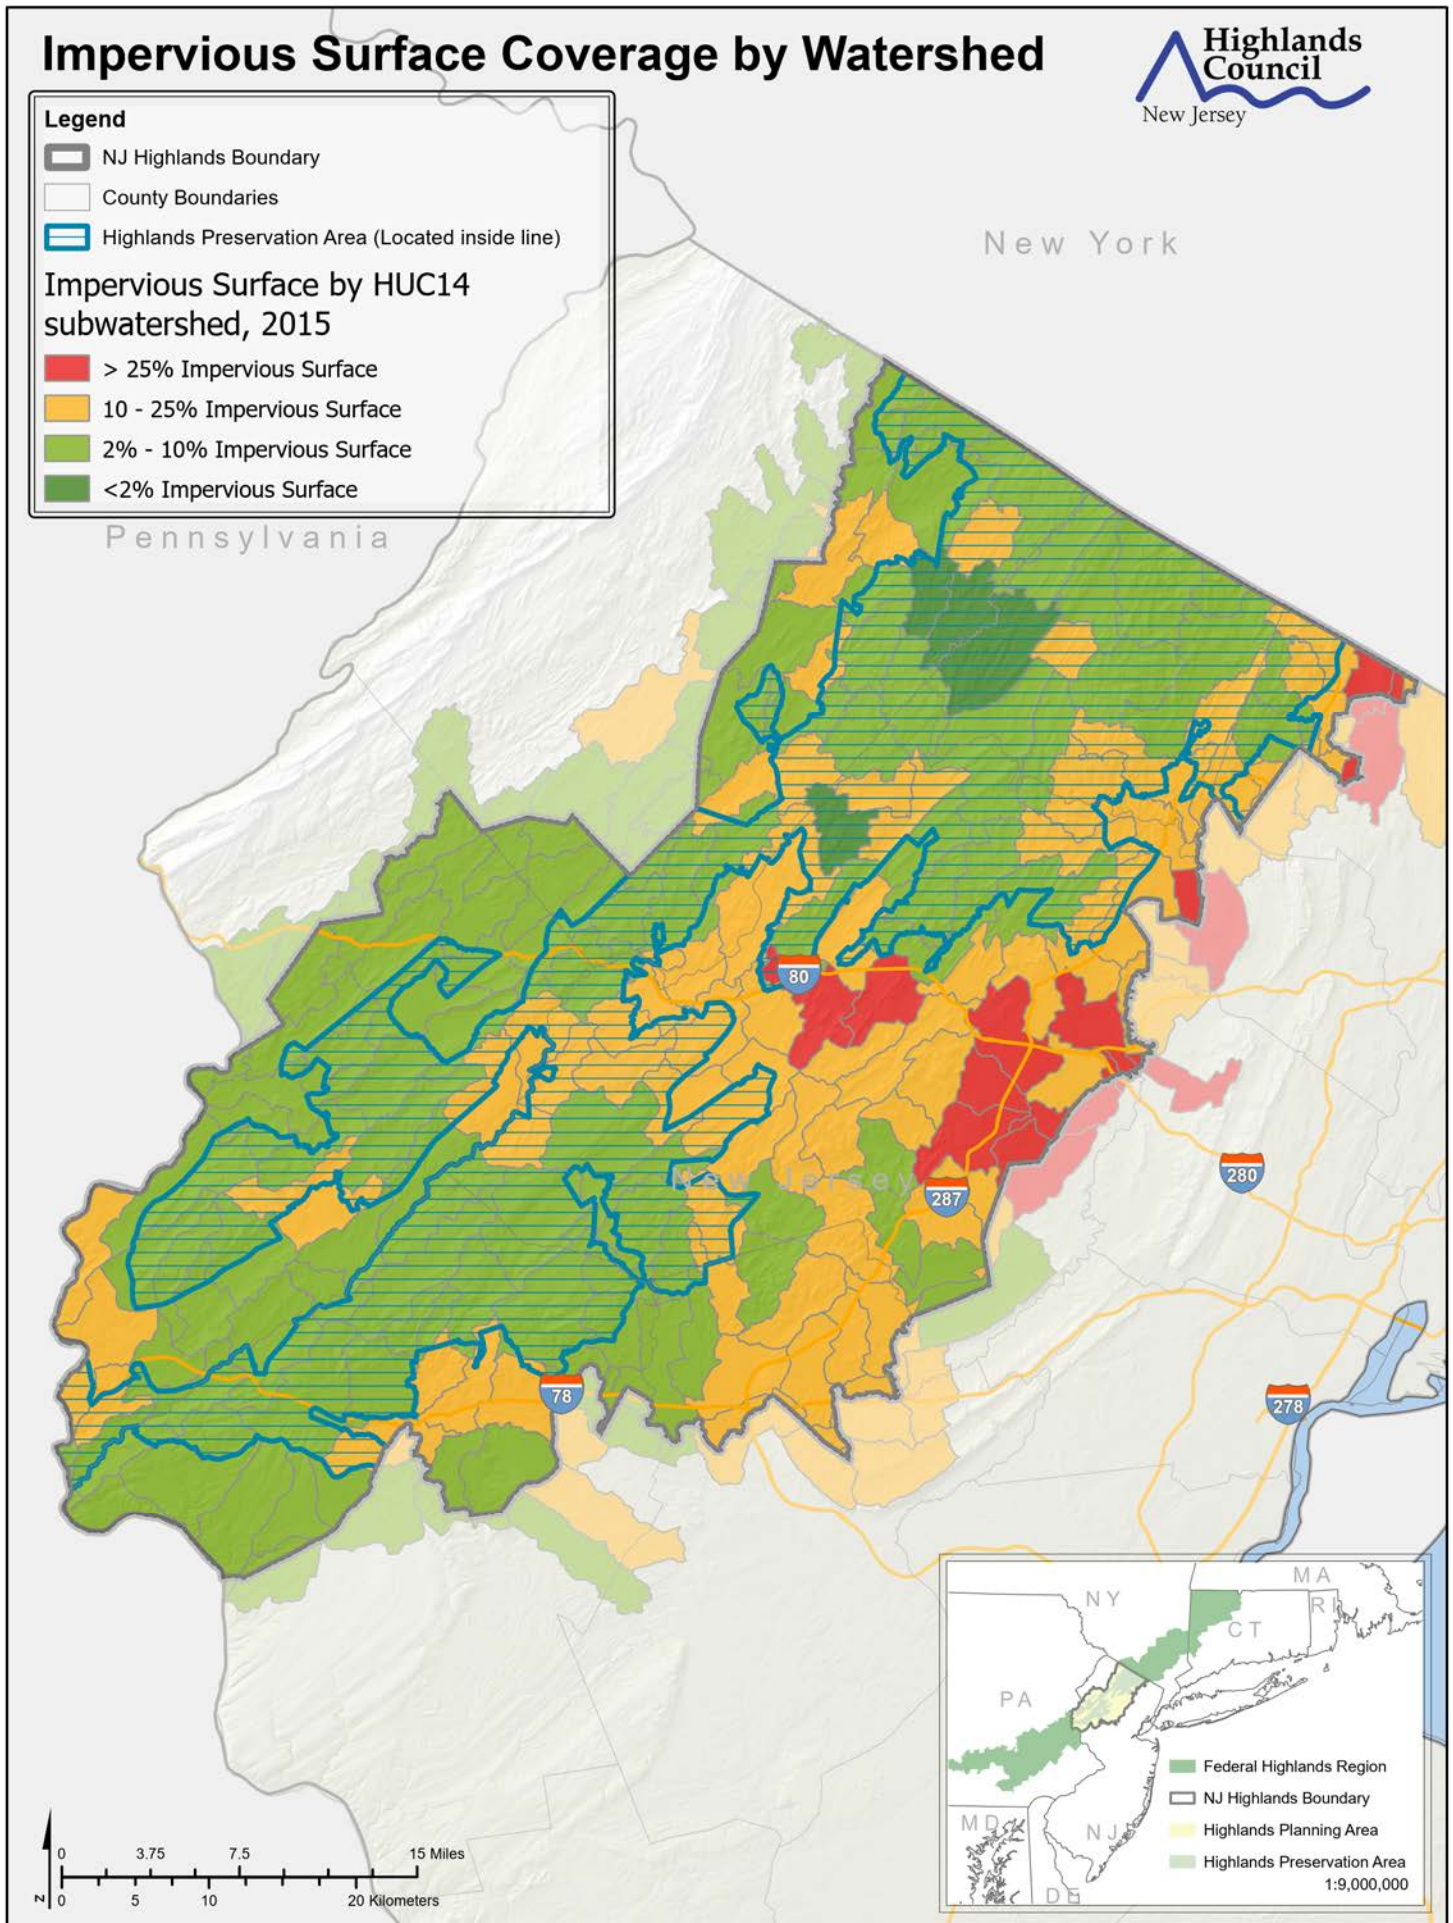 Impervious Surface Coverage by Watershed
Highlands
Council
New Jersey
Legend
NJ Highlands Boundary
County Boundaries
Highlands Preservation Area (Located inside line)
Impervious Surface by HUC14
subwatershed, 2015
> 25% Impervious Surface
10 - 25% Impervious Surface
2% - 10% Impervious Surface
<2% Impervious Surface
New York
Pennsylvania
80
New Jersey
280
287
78
278
NY
MA
RI
CT
PA
MD
NJ
DE
Federal Highlands Region
NJ Highlands Boundary
Highlands Planning Area
Highlands Preservation Area
1:9,000,000
0 3.75 7.5 15 Miles
0 5 10 20 Kilometers
N